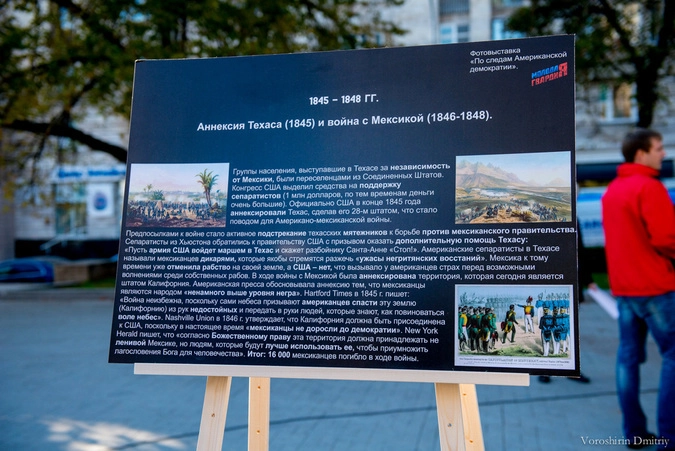 Фотовыставка
«По следам Американской
демократии».
МОЛОДАЯ
ГВАРДИЯ
1845 – 1848 ГГ.
Аннексия Техаса (1845) и война с Мексикой (1846-1848).
Группы населения, выступавшие в Техасе за независимость
от Мексики, были переселенцами из Соединенных Штатов.
Конгресс США выделил средства на поддержку
сепаратистов (1 млн долларов, по тем временам деньги
очень большие). Официально США в конце 1845 года
аннексировали Техас, сделав его 28-м штатом, что стало
поводом для Американо-мексиканской войны.
Предпосылками к войне стало активное подстрекание техасских мятежников к борьбе против мексиканского правительства.
Сепаратисты из Хьюстона обратились к правительству США с призывом оказать дополнительную помощь Техасу:
«Пусть армия США войдет маршем в Техас и скажет разбойнику Санта-Анне «Стоп!». Американские сепаратисты в Техасе
называли мексиканцев дикарями, которые якобы стремятся разжечь «ужасы негритянских восстаний». Мексика к тому
времени уже отменила рабство на своей земле, а США – нет, что вызывало у американцев страх перед возможными
волнениями среди собственных рабов. В ходе войны с Мексикой была аннексирована территория, которая сегодня является
штатом Калифорния. Американская пресса обосновывала аннексию тем, что мексиканцы
являются народом «ненамного выше уровня негра». Hartford Times в 1845 г. пишет:
«Война неизбежна, поскольку сами небеса призывают американцев спасти эту землю
(Калифорнию) из рук недостойных и передать в руки людей, которые знают, как повиноваться
воле небес». Nashville Union в 1846 г. утверждает, что Калифорния должна быть присоединена
к США, поскольку в настоящее время «мексиканцы не доросли до демократии». New York
Herald пишет, что «согласно Божественному праву эта территория должна принадлежать не
ленивой Мексике, но людям, которые будут лучше использовать ее, чтобы приумножить
благословения Бога для человечества». Итог: 16 000 мексиканцев погибло в ходе войны.
Voroshirin Dmitriy